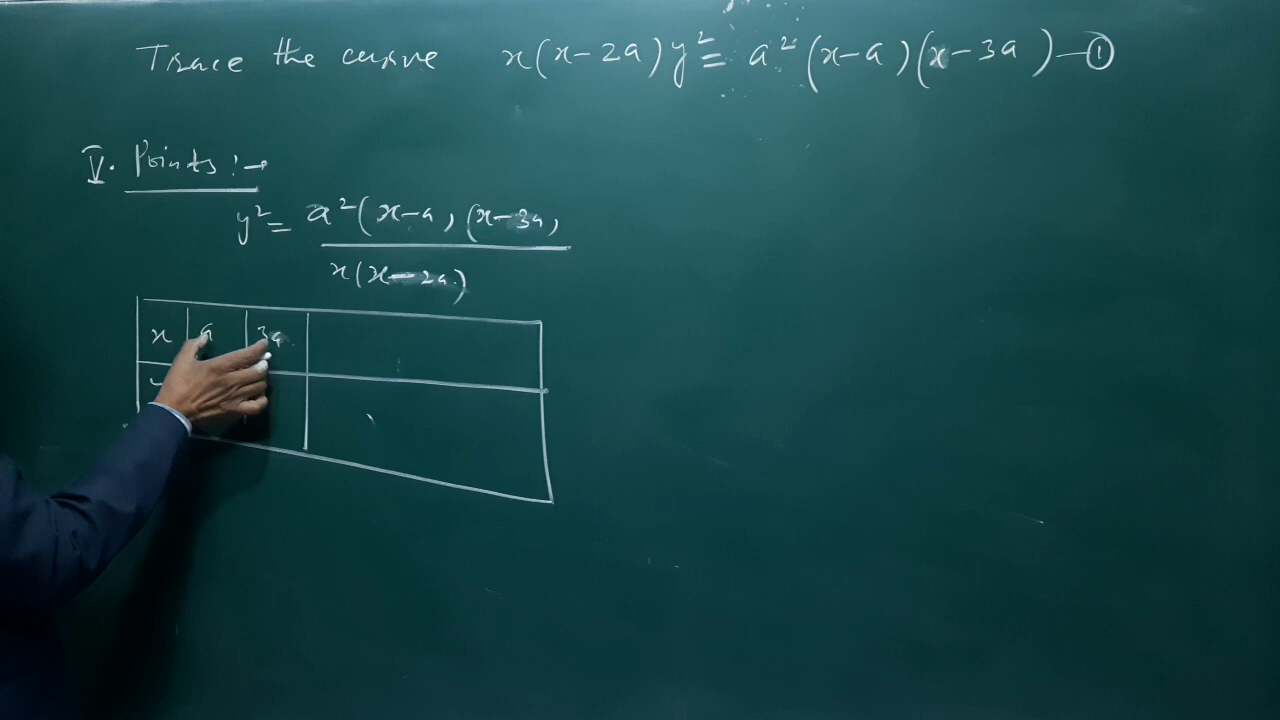 Trace the curve x(x-2a)y² = a²(x-a)(x-3a) — ①
V. Points :→
y² = a²(x-a)(x-3a)
x(x-2a)
x a 3a